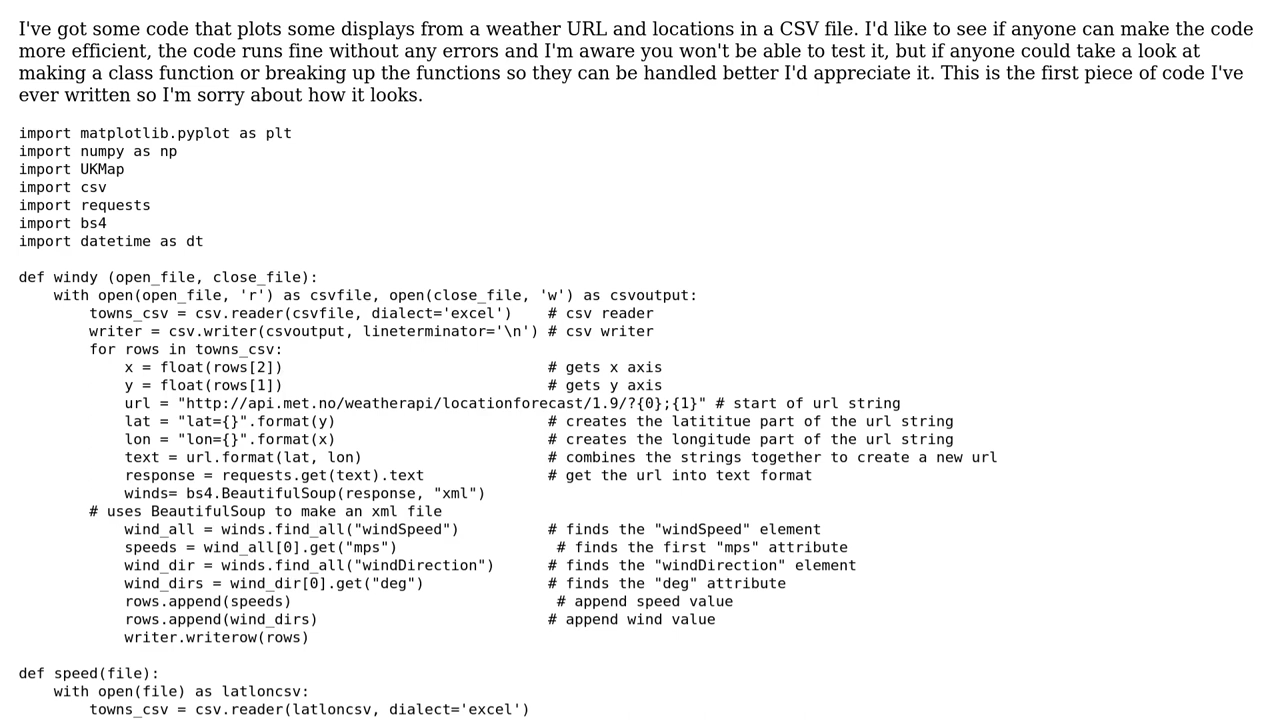 I've got some code that plots some displays from a weather URL and locations in a CSV file. I'd like to see if anyone can make the code
more efficient, the code runs fine without any errors and I'm aware you won't be able to test it, but if anyone could take a look at
making a class function or breaking up the functions so they can be handled better I'd appreciate it. This is the first piece of code I've
ever written so I'm sorry about how it looks.
import matplotlib.pyplot as plt
import numpy as np
import UKMap
import csv
import requests
import bs4
import datetime as dt
def windy (open_file, close_file):
    with open(open_file, 'r') as csvfile, open(close_file, 'w') as csvoutput:
        towns_csv = csv.reader(csvfile, dialect='excel')    # csv reader
        writer = csv.writer(csvoutput, lineterminator='\n') # csv writer
        for rows in towns_csv:
            x = float(rows[2])                              # gets x axis
            y = float(rows[1])                              # gets y axis
            url = "http://api.met.no/weatherapi/locationforecast/1.9/?{0};{1}" # start of url string
            lat = "lat={}".format(y)                        # creates the latititue part of the url string
            lon = "lon={}".format(x)                        # creates the longitude part of the url string
            text = url.format(lat, lon)                     # combines the strings together to create a new url
            response = requests.get(text).text              # get the url into text format
            winds= bs4.BeautifulSoup(response, "xml")
        # uses BeautifulSoup to make an xml file
            wind_all = winds.find_all("windSpeed")          # finds the "windSpeed" element
            speeds = wind_all[0].get("mps")                  # finds the first "mps" attribute
            wind_dir = winds.find_all("windDirection")      # finds the "windDirection" element
            wind_dirs = wind_dir[0].get("deg")              # finds the "deg" attribute
            rows.append(speeds)                              # append speed value
            rows.append(wind_dirs)                          # append wind value
            writer.writerow(rows)
def speed(file):
    with open(file) as latloncsv:
        towns_csv = csv.reader(latloncsv, dialect='excel')